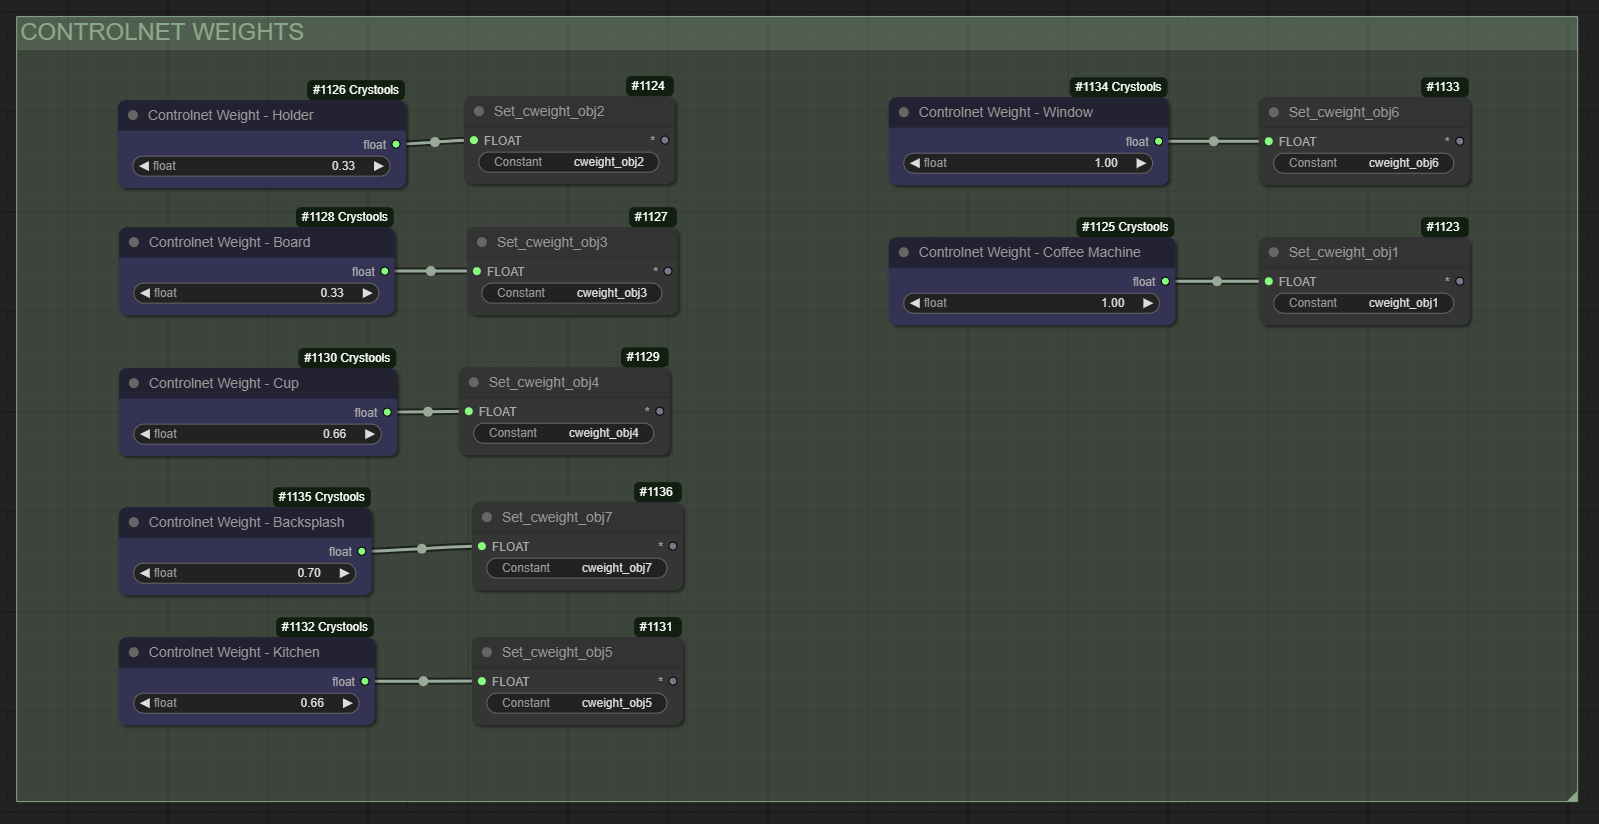 CONTROLNET WEIGHTS
#1126 Crystools
Controlnet Weight - Holder
float
float 0.33
#1124
Set_cweight_obj2
FLOAT *
Constant cweight_obj2
#1128 Crystools
Controlnet Weight - Board
float
float 0.33
#1127
Set_cweight_obj3
FLOAT *
Constant cweight_obj3
#1130 Crystools
Controlnet Weight - Cup
float
float 0.66
#1129
Set_cweight_obj4
FLOAT *
Constant cweight_obj4
#1135 Crystools
Controlnet Weight - Backsplash
float
float 0.70
#1136
Set_cweight_obj7
FLOAT *
Constant cweight_obj7
#1132 Crystools
Controlnet Weight - Kitchen
float
float 0.66
#1131
Set_cweight_obj5
FLOAT *
Constant cweight_obj5
#1134 Crystools
Controlnet Weight - Window
float
float 1.00
#1133
Set_cweight_obj6
FLOAT *
Constant cweight_obj6
#1125 Crystools
Controlnet Weight - Coffee Machine
float
float 1.00
#1123
Set_cweight_obj1
FLOAT *
Constant cweight_obj1